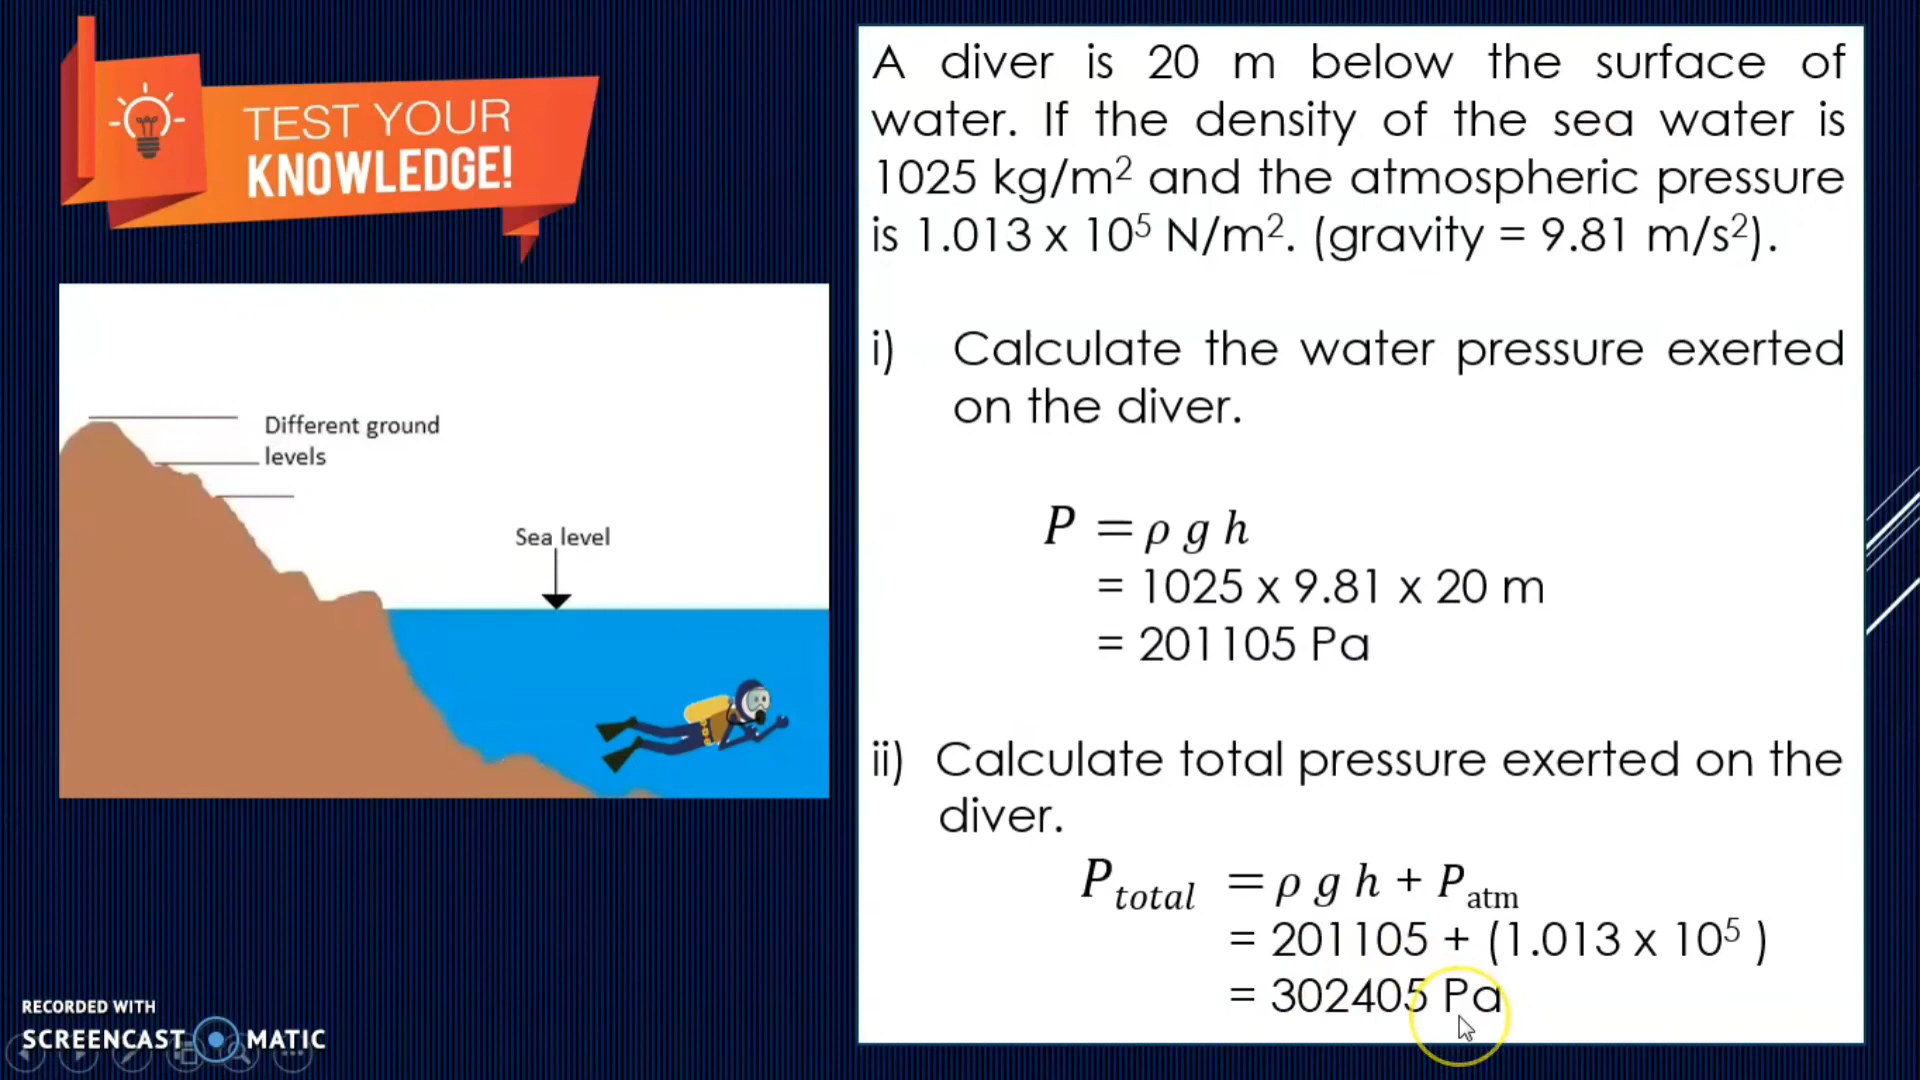 TEST YOUR
KNOWLEDGE!
Different ground
levels
Sea level
RECORDED WITH
SCREENCAST MATIC
A diver is 20 m below the surface of
water. If the density of the sea water is
1025 kg/m² and the atmospheric pressure
is 1.013 x 10⁵ N/m². (gravity = 9.81 m/s²).
i) Calculate the water pressure exerted
on the diver.
P = ρ g h
= 1025 x 9.81 x 20 m
= 201105 Pa
ii) Calculate total pressure exerted on the
diver.
P_total = ρ g h + P_atm
= 201105 + (1.013 x 10⁵ )
= 302405 Pa